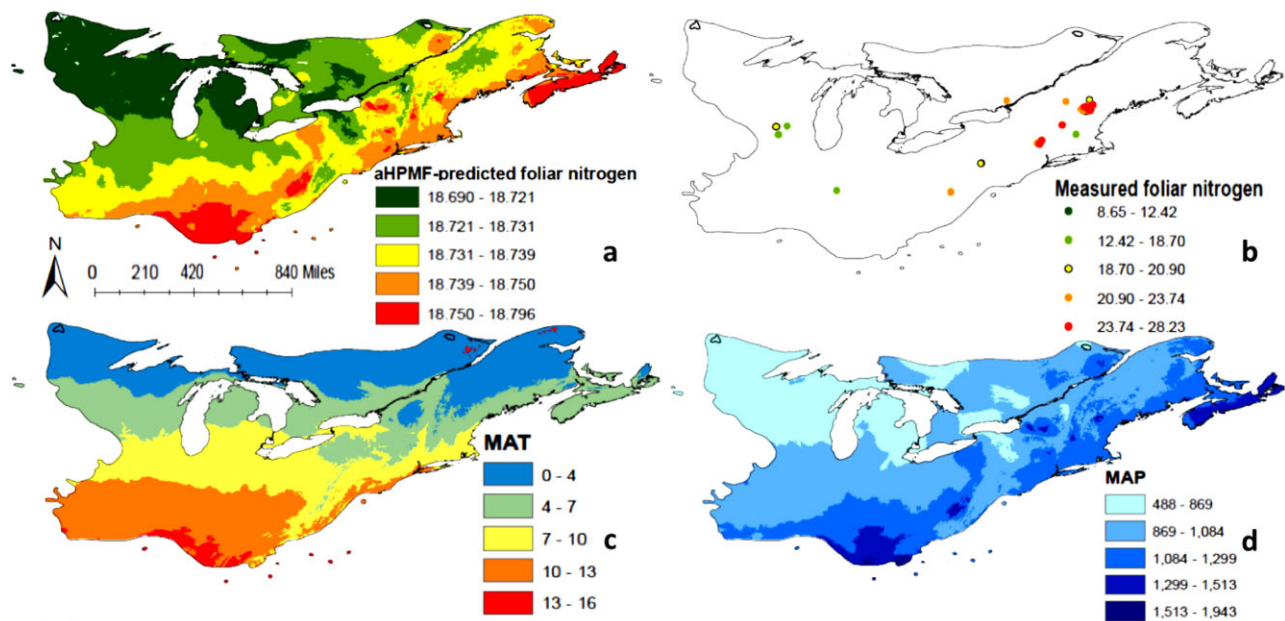 aHPMF-predicted foliar nitrogen
18.690 - 18.721
18.721 - 18.731
18.731 - 18.739
18.739 - 18.750
18.750 - 18.796
a
N
0 210 420 840 Miles
Measured foliar nitrogen
8.65 - 12.42
12.42 - 18.70
18.70 - 20.90
20.90 - 23.74
23.74 - 28.23
b
MAT
0 - 4
4 - 7
7 - 10
10 - 13
13 - 16
c
MAP
488 - 869
869 - 1,084
1,084 - 1,299
1,299 - 1,513
1,513 - 1,943
d